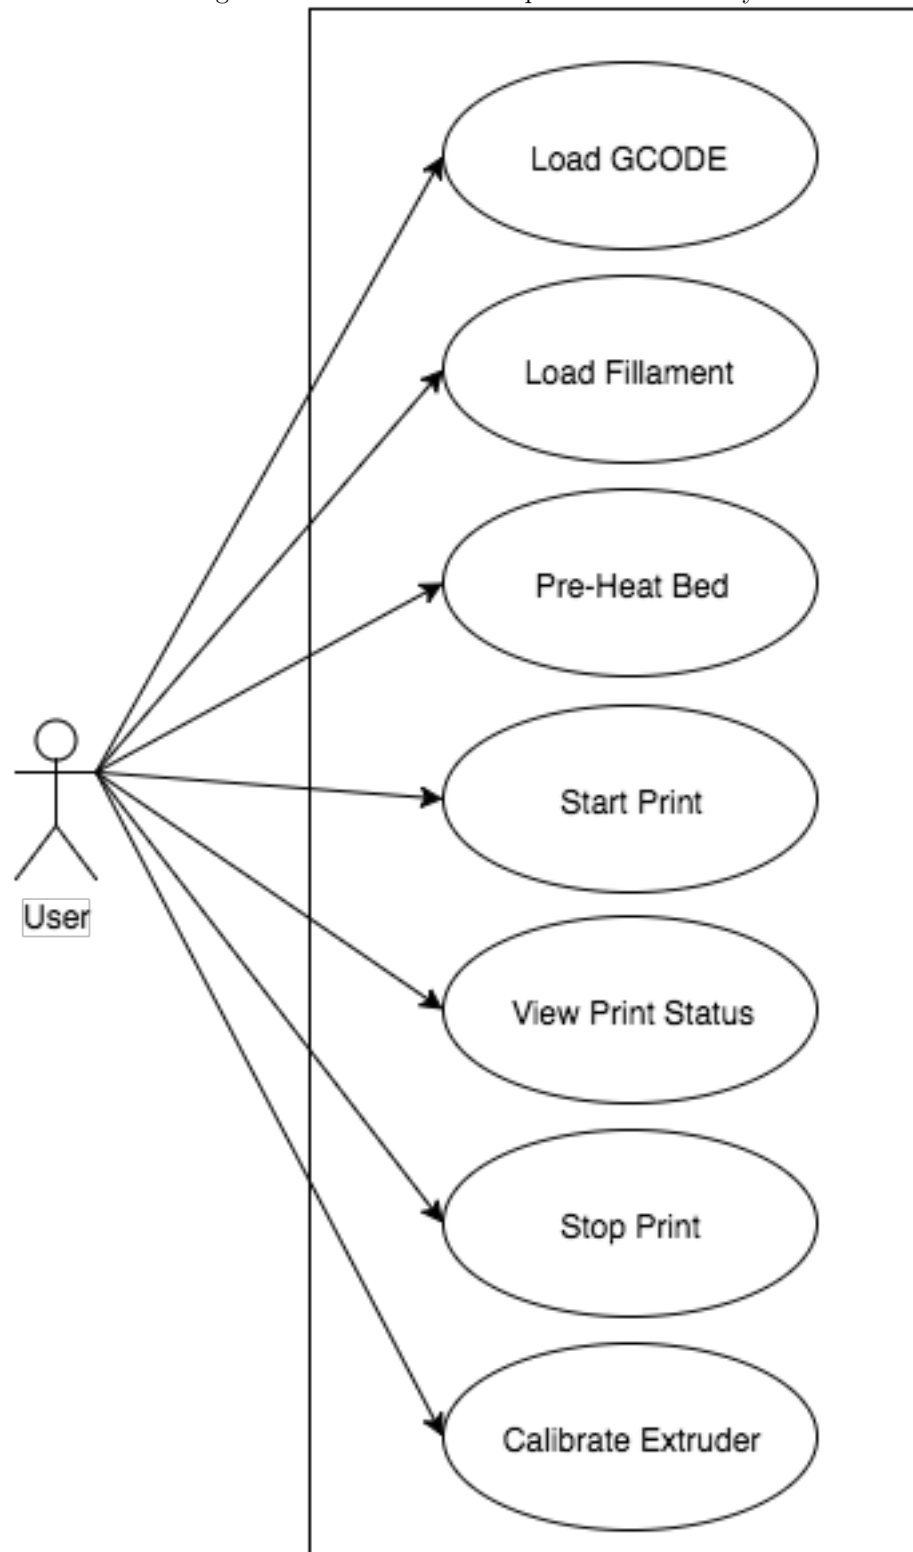 Load GCODE
Load Fillament
Pre-Heat Bed
Start Print
User
View Print Status
Stop Print
Calibrate Extruder